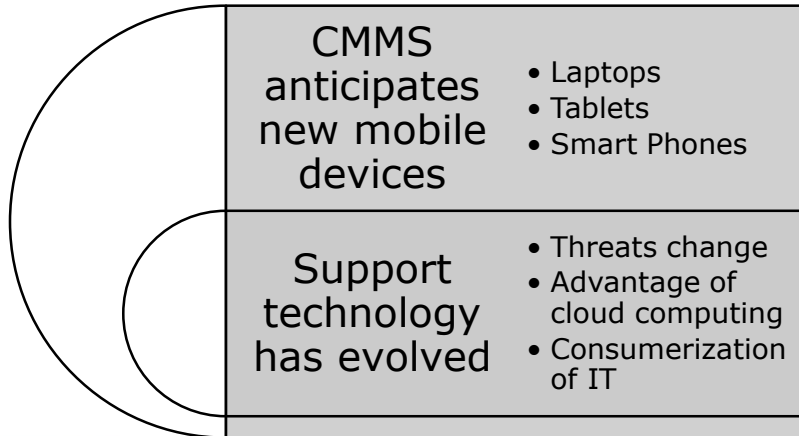 CMMS
anticipates
new mobile
devices
• Laptops
• Tablets
• Smart Phones
Support
technology
has evolved
• Threats change
• Advantage of
cloud computing
• Consumerization
of IT